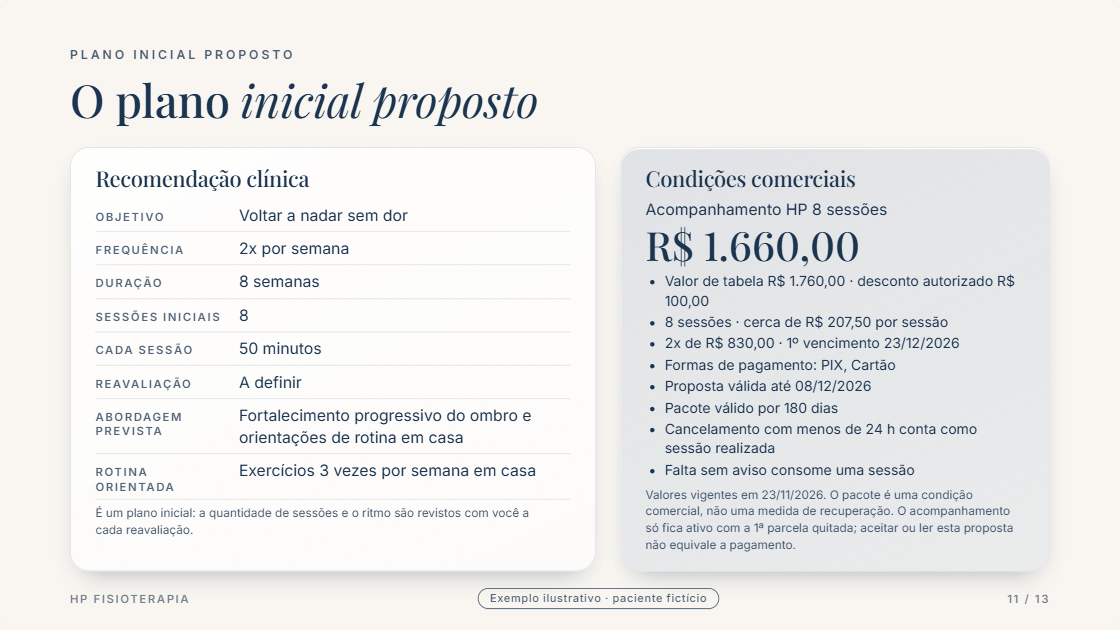 PLANO INICIAL PROPOSTO
O plano inicial proposto
Recomendação clínica
OBJETIVO Voltar a nadar sem dor
FREQUÊNCIA 2x por semana
DURAÇÃO 8 semanas
SESSÕES INICIAIS 8
CADA SESSÃO 50 minutos
REAVALIAÇÃO A definir
ABORDAGEM PREVISTA Fortalecimento progressivo do ombro e
orientações de rotina em casa
ROTINA ORIENTADA Exercícios 3 vezes por semana em casa
É um plano inicial: a quantidade de sessões e o ritmo são revistos com você a
cada reavaliação.
Condições comerciais
Acompanhamento HP 8 sessões
R$ 1.660,00
• Valor de tabela R$ 1.760,00 · desconto autorizado R$
100,00
• 8 sessões · cerca de R$ 207,50 por sessão
• 2x de R$ 830,00 · 1º vencimento 23/12/2026
• Formas de pagamento: PIX, Cartão
• Proposta válida até 08/12/2026
• Pacote válido por 180 dias
• Cancelamento com menos de 24 h conta como
sessão realizada
• Falta sem aviso consome uma sessão
Valores vigentes em 23/11/2026. O pacote é uma condição
comercial, não uma medida de recuperação. O acompanhamento
só fica ativo com a 1ª parcela quitada; aceitar ou ler esta proposta
não equivale a pagamento.
HP FISIOTERAPIA
Exemplo ilustrativo · paciente fictício
11 / 13